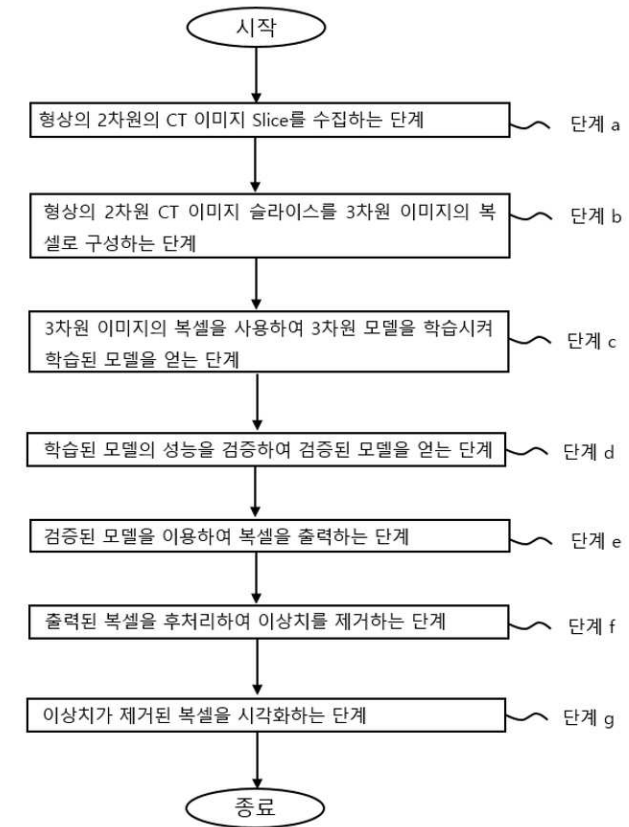 시작
형상의 2차원의 CT 이미지 Slice를 수집하는 단계
단계 a
형상의 2차원 CT 이미지 슬라이스를 3차원 이미지의 복
셀로 구성하는 단계
단계 b
3차원 이미지의 복셀을 사용하여 3차원 모델을 학습시켜
학습된 모델을 얻는 단계
단계 c
학습된 모델의 성능을 검증하여 검증된 모델을 얻는 단계
단계 d
검증된 모델을 이용하여 복셀을 출력하는 단계
단계 e
출력된 복셀을 후처리하여 이상치를 제거하는 단계
단계 f
이상치가 제거된 복셀을 시각화하는 단계
단계 g
종료